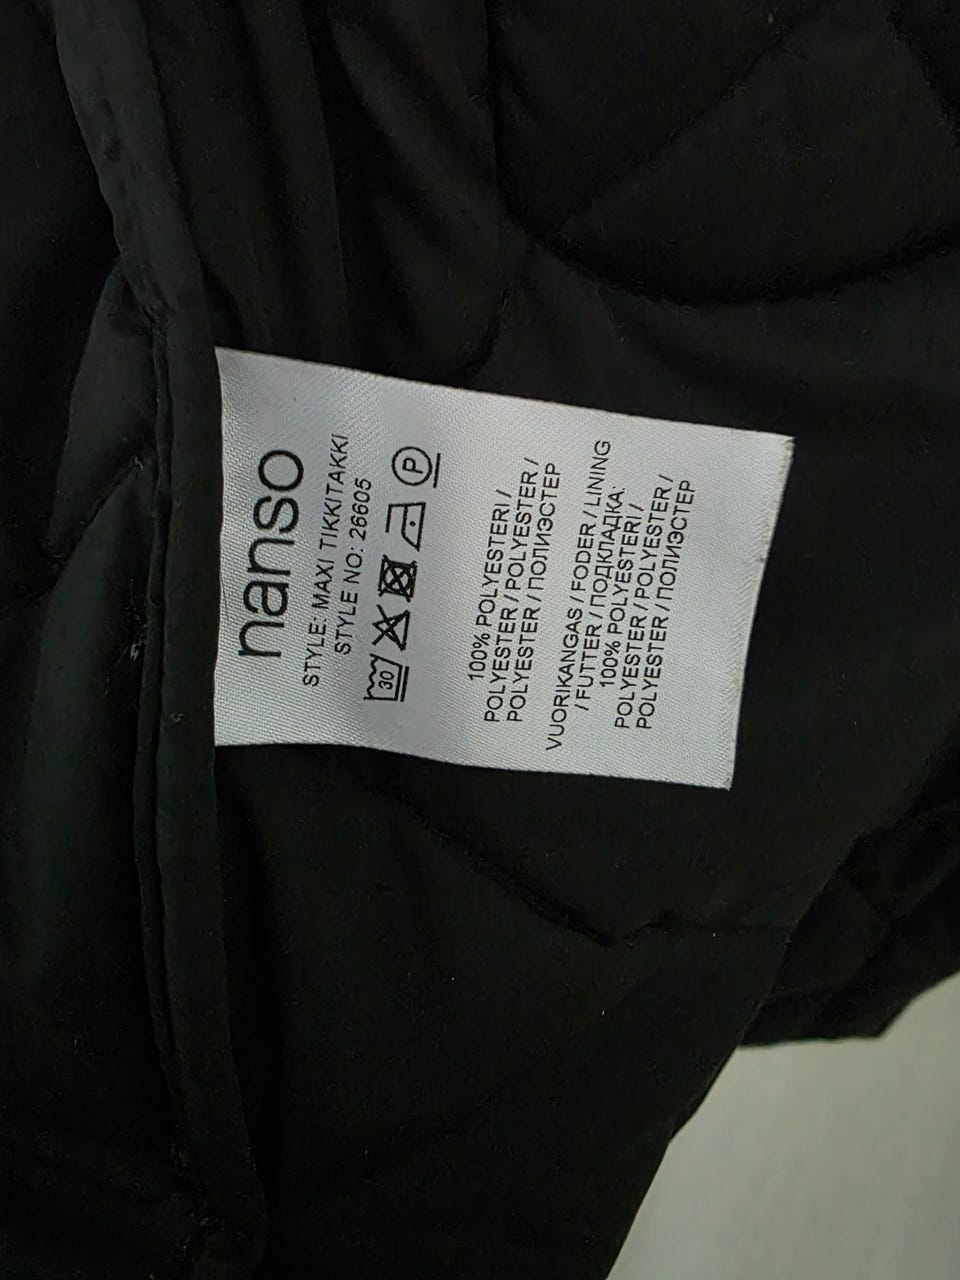 nanso
STYLE: MAXI TIKKITAKKI
STYLE NO: 26605
30
P
100% POLYESTERI /
POLYESTER / POLYESTER /
POLYESTER / ПОЛИЭСТЕР
VUORIKANGAS / FODER / LINING
/ FUTTER / ПОДКЛАДКА:
100% POLYESTERI /
POLYESTER / POLYESTER /
POLYESTER / ПОЛИЭСТЕР